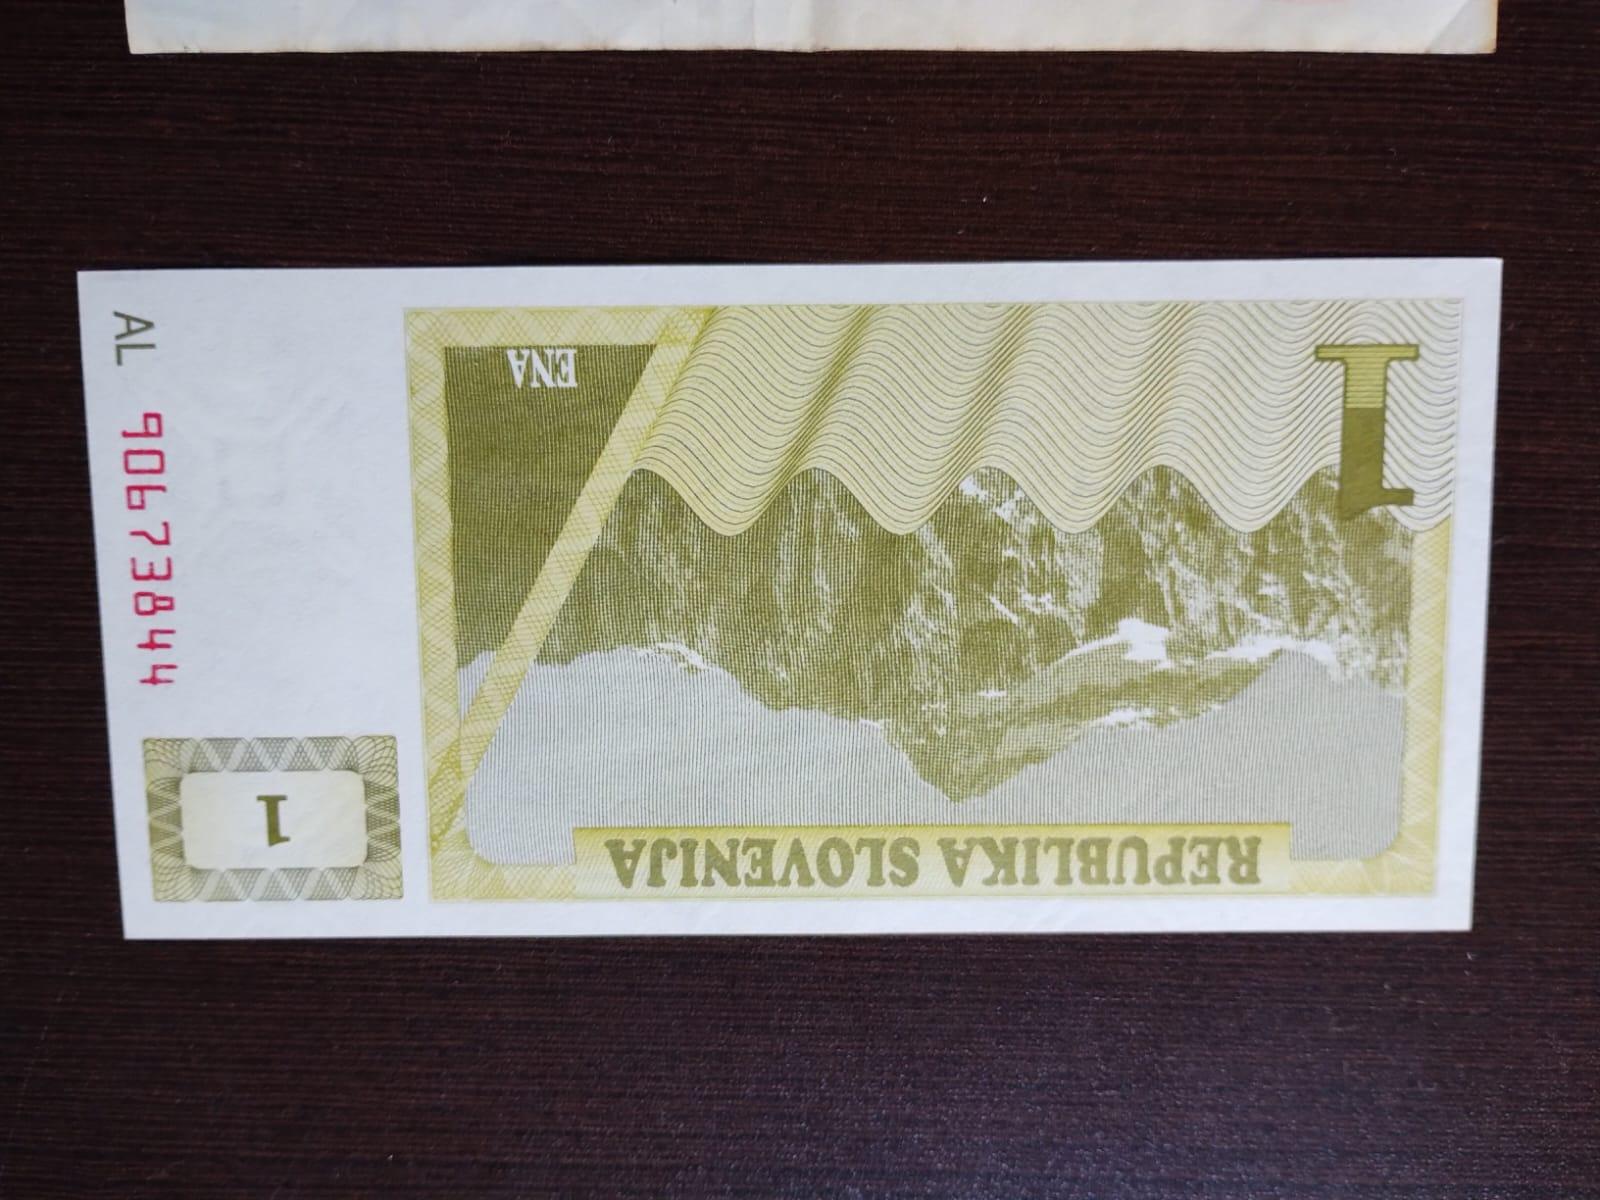 REPUBLIKA SLOVENIJA
1
1
ENA
AL 90673844